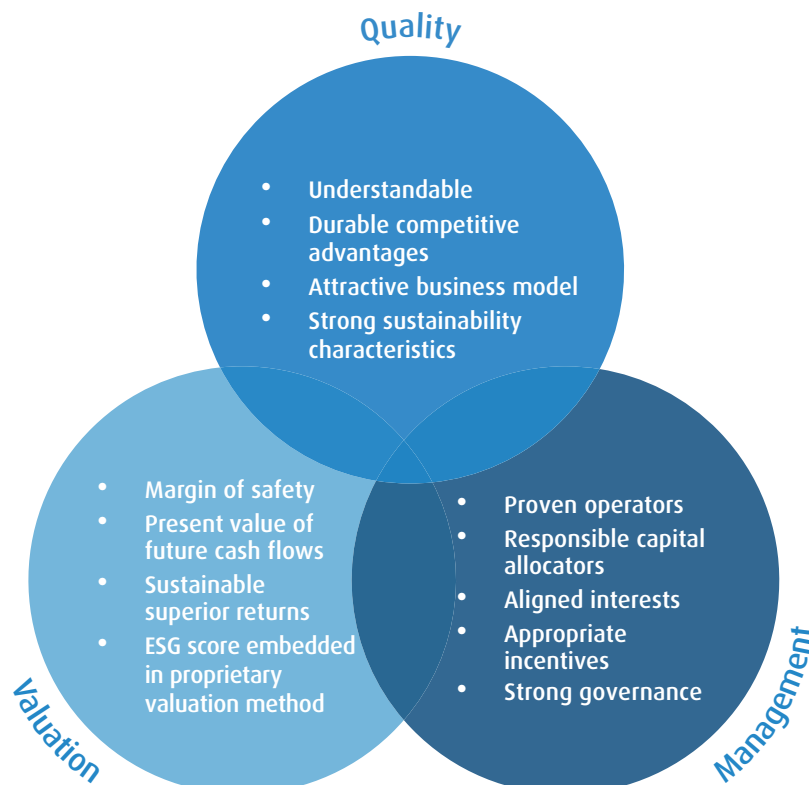 Quality
• Understandable
• Durable competitive
advantages
• Attractive business model
• Strong sustainability
characteristics
Valuation
• Margin of safety
• Present value of
future cash flows
• Sustainable
superior returns
• ESG score embedded
in proprietary
valuation method
Management
• Proven operators
• Responsible capital
allocators
• Aligned interests
• Appropriate
incentives
• Strong governance